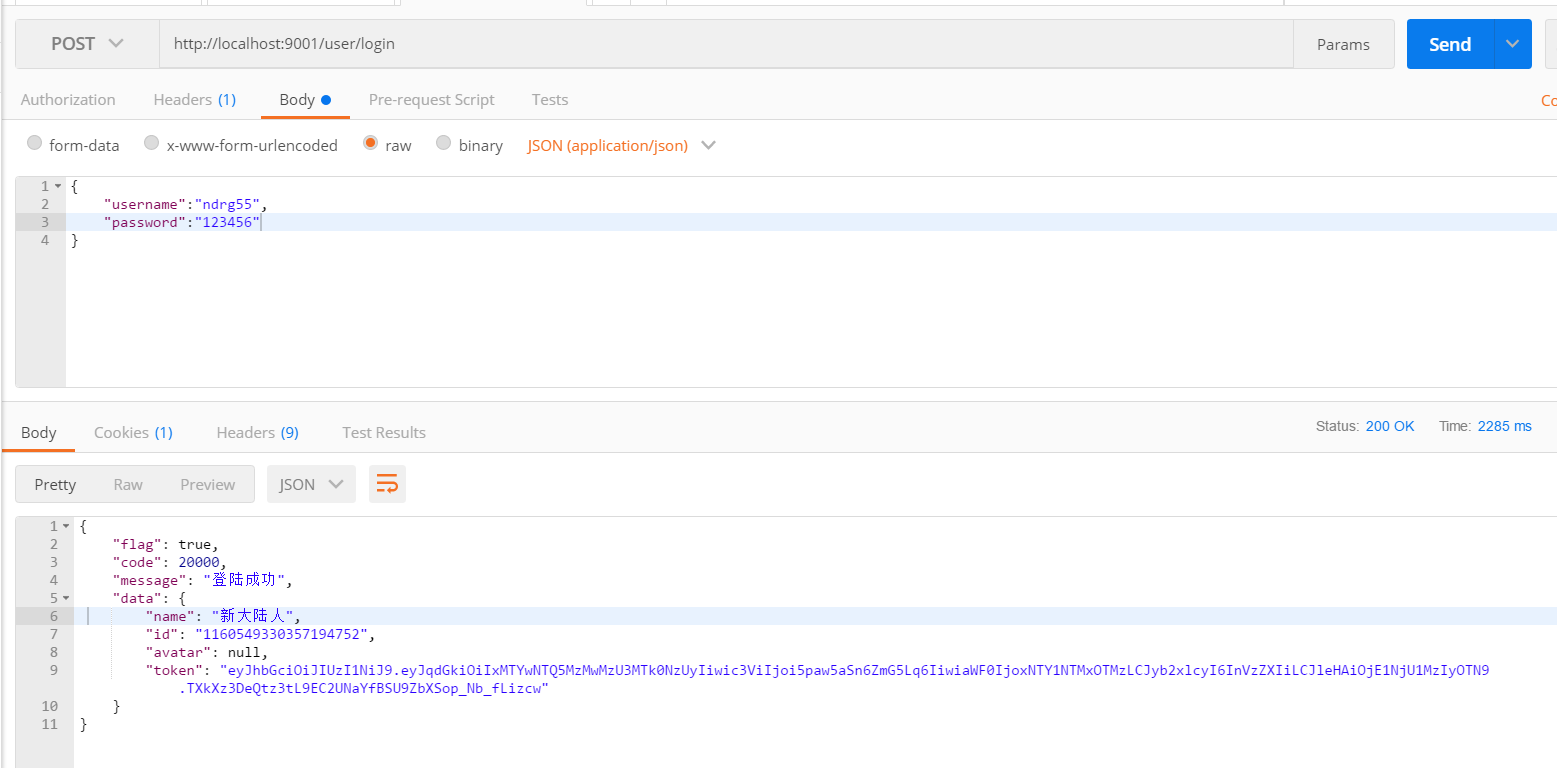 POST http://localhost:9001/user/login Params Send
Authorization Headers (1) Body Pre-request Script Tests Co
form-data x-www-form-urlencoded raw binary JSON (application/json)
1 {
2 "username":"ndrg55",
3 "password":"123456"
4 }
Body Cookies (1) Headers (9) Test Results Status: 200 OK Time: 2285 ms
Pretty Raw Preview JSON
1 {
2 "flag": true,
3 "code": 20000,
4 "message": "登陆成功",
5 "data": {
6 "name": "新大陆人",
7 "id": "1160549330357194752",
8 "avatar": null,
9 "token": "eyJhbGciOiJIUzI1NiJ9.eyJqdGkiOiIxMTYwNTQ5MzMwMzU3MTk0NzUyIiwic3ViIjoi5paw5aSn6ZmG5Lq6IiwiaWF0IjoxNTY1NTMxOTMzLCJyb2xlcyI6InVzZXIiLCJleHAiOjE1NjU1MzIyOTN9
.TXkXz3DeQtz3tL9EC2UNaYfBSU9ZbXSop_Nb_fLizcw"
10 }
11 }